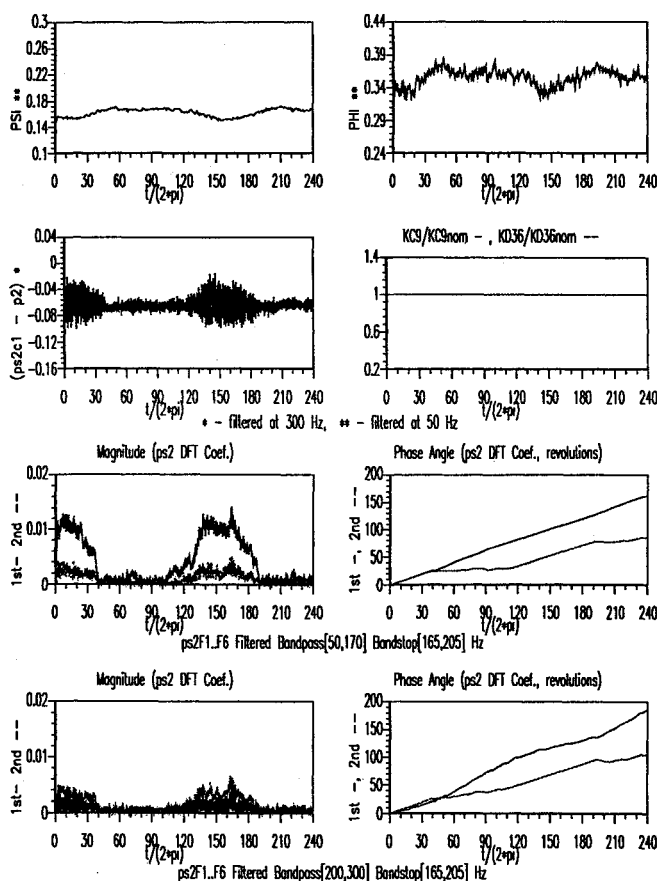 0.3
0.24
0.18
0.14
0.1
PSI **
0 30 60 90 120 150 180 210 240
t/(2*pi)
0.44
0.39
0.34
0.29
0.24
PHI **
0 30 60 90 120 150 180 210 240
t/(2*pi)
0.04
0
-0.04
-0.08
-0.12
-0.16
(ps2c1 - p2) *
0 30 60 90 120 150 180 210 240
t/(2*pi)
KC9/KC9nom - , KD36/KD36nom --
1.4
1
0.6
0.2
0 30 60 90 120 150 180 210 240
t/(2*pi)
* - filtered at 300 Hz, ** - filtered at 50 Hz
Magnitude (ps2 DFT Coef.)
0.02
0.01
0
1st- 2nd --
0 30 60 90 120 150 180 210 240
t/(2*pi)
Phase Angle (ps2 DFT Coef., revolutions)
200
150
100
50
0
1st -, 2nd --
0 30 60 90 120 150 180 210 240
t/(2*pi)
ps2F1..F6 Filtered Bandpass[50,170] Bandstop[165,205] Hz
Magnitude (ps2 DFT Coef.)
0.02
0.01
0
1st- 2nd --
0 30 60 90 120 150 180 210 240
t/(2*pi)
Phase Angle (ps2 DFT Coef., revolutions)
200
150
100
50
0
1st -, 2nd --
0 30 60 90 120 150 180 210 240
t/(2*pi)
ps2F1..F6 Filtered Bandpass[200,300] Bandstop[165,205] Hz